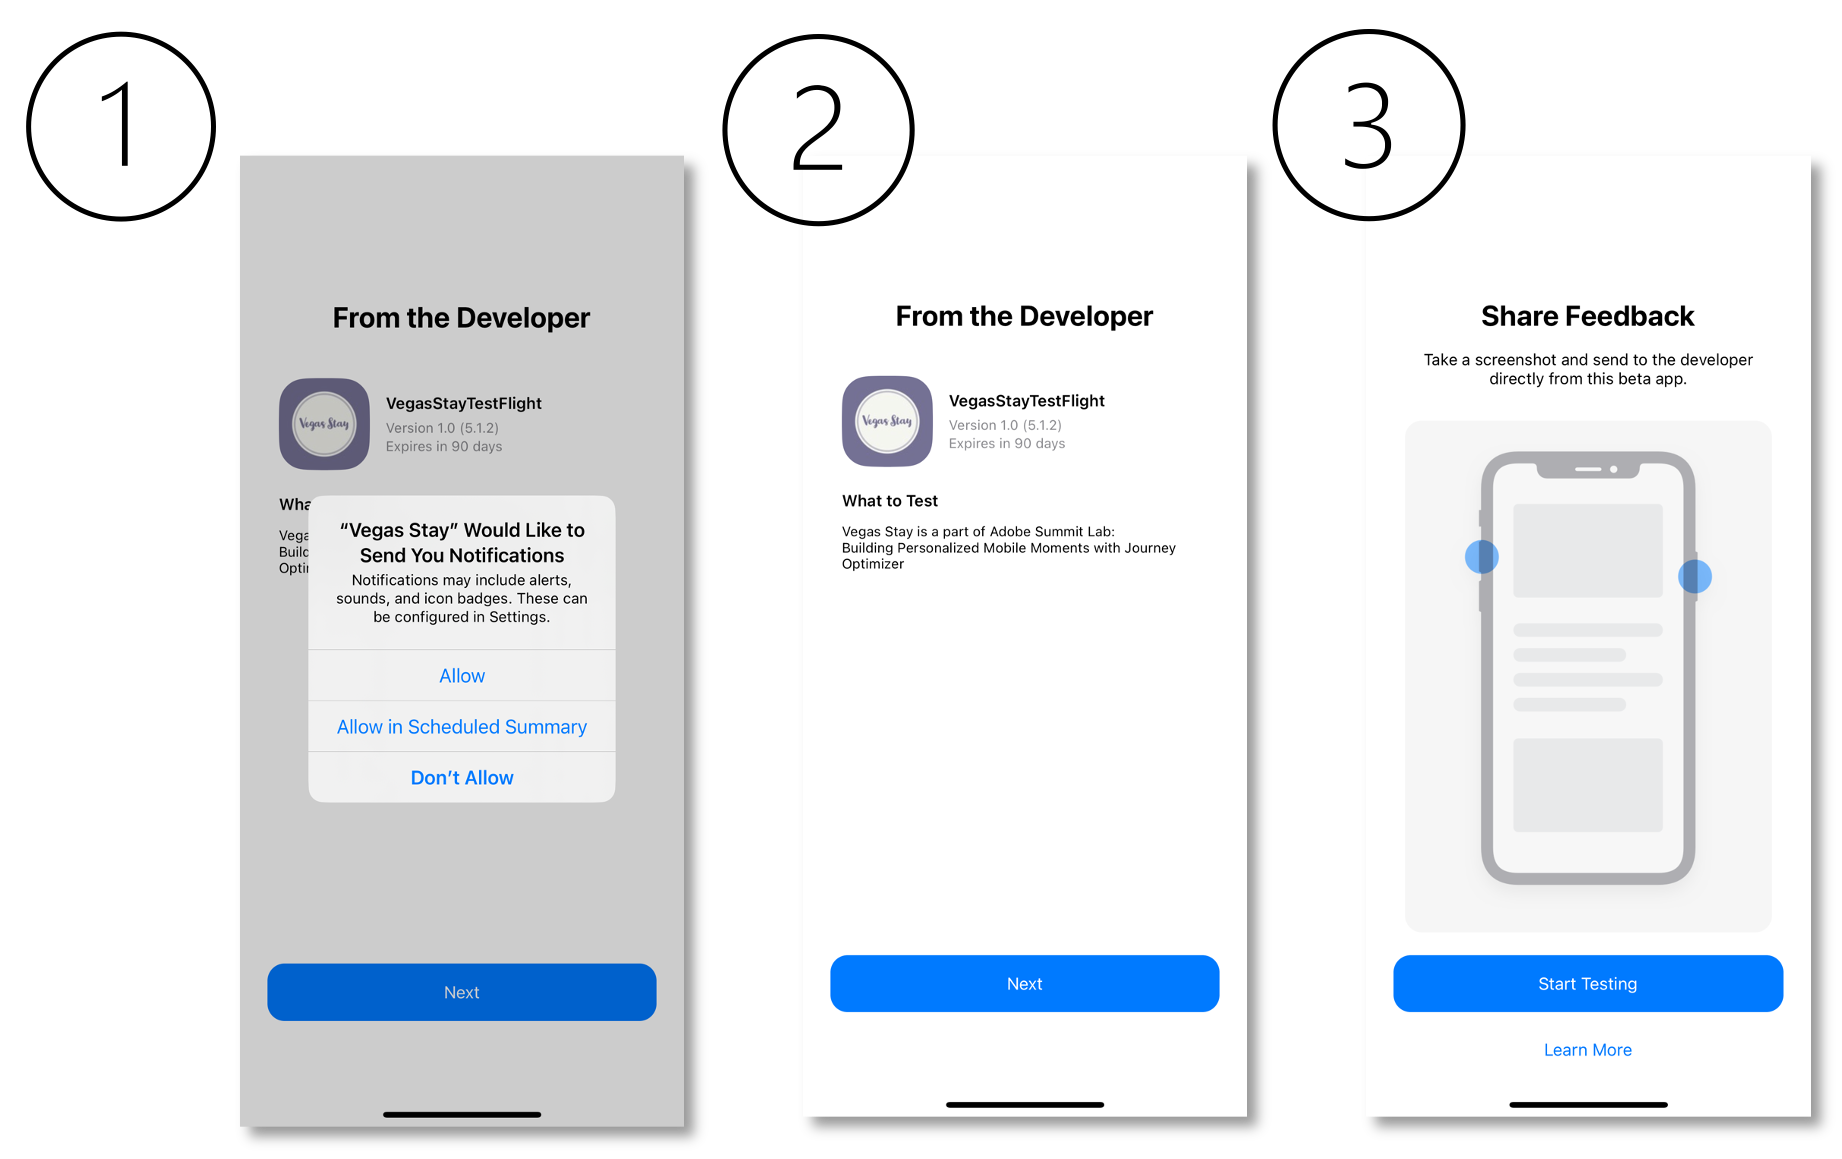 1
From the Developer
Vegas Stay
VegasStayTestFlight
Version 1.0 (5.1.2)
Expires in 90 days
Wha
Vega
Build
Opti
“Vegas Stay” Would Like to
Send You Notifications
Notifications may include alerts,
sounds, and icon badges. These can
be configured in Settings.
Allow
Allow in Scheduled Summary
Don’t Allow
Next
2
From the Developer
Vegas Stay
VegasStayTestFlight
Version 1.0 (5.1.2)
Expires in 90 days
What to Test
Vegas Stay is a part of Adobe Summit Lab:
Building Personalized Mobile Moments with Journey
Optimizer
Next
3
Share Feedback
Take a screenshot and send to the developer
directly from this beta app.
Start Testing
Learn More